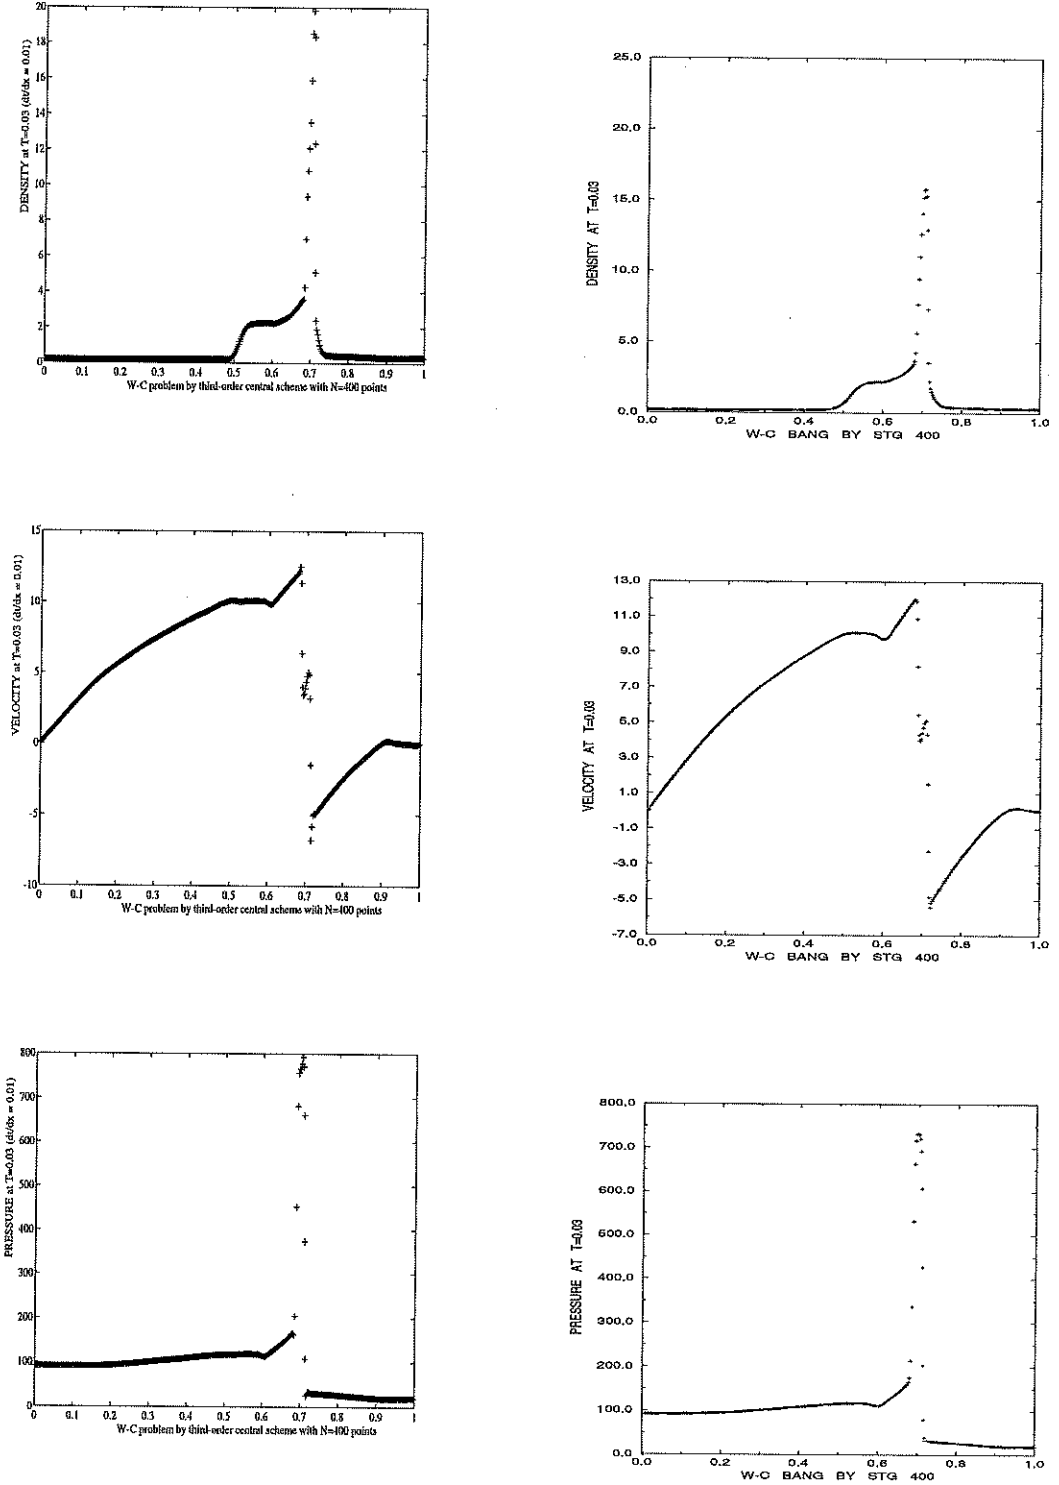 20
18
16
14
12
10
8
6
4
2
0
DENSITY at T=0.03 (dt/dx = 0.01)
0 0.1 0.2 0.3 0.4 0.5 0.6 0.7 0.8 0.9 1
W-C problem by third-order central scheme with N=400 points
25.0
20.0
15.0
10.0
5.0
0.0
DENSITY AT T=0.03
0.0 0.2 0.4 0.6 0.8 1.0
W-C BANG BY STG 400
15
10
5
0
-5
-10
VELOCITY at T=0.03 (dt/dx = 0.01)
0 0.1 0.2 0.3 0.4 0.5 0.6 0.7 0.8 0.9 1
W-C problem by third-order central scheme with N=400 points
13.0
11.0
9.0
7.0
5.0
3.0
1.0
-1.0
-3.0
-5.0
-7.0
VELOCITY AT T=0.03
0.0 0.2 0.4 0.6 0.8 1.0
W-C BANG BY STG 400
800
700
600
500
400
300
200
100
0
PRESSURE at T=0.03 (dt/dx = 0.01)
0 0.1 0.2 0.3 0.4 0.5 0.6 0.7 0.8 0.9 1
W-C problem by third-order central scheme with N=400 points
800.0
700.0
600.0
500.0
400.0
300.0
200.0
100.0
0.0
PRESSURE AT T=0.03
0.0 0.2 0.4 0.6 0.8 1.0
W-C BANG BY STG 400